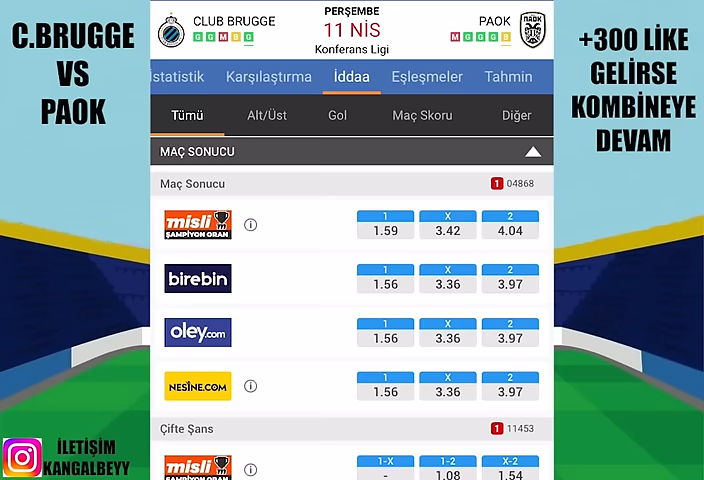 C.BRUGGE
VS
PAOK
CLUB BRUGGE
G G M B G
PERŞEMBE
11 NİS
Konferans Ligi
PAOK
M G G G B
PAOK
+300 LİKE
GELİRSE
KOMBİNEYE
DEVAM
İstatistik Karşılaştırma İddaa Eşleşmeler Tahmin
Tümü Alt/Üst Gol Maç Skoru Diğer
MAÇ SONUCU
Maç Sonucu 1 04868
misli
ŞAMPİYON ORAN
1 X 2
1.59 3.42 4.04
birebin
1 X 2
1.56 3.36 3.97
oley.com
1 X 2
1.56 3.36 3.97
NESİNE.COM
1 X 2
1.56 3.36 3.97
Çifte Şans 1 11453
misli
ŞAMPİYON ORAN
1-X 1-2 X-2
- 1.08 1.54
İLETİŞİM
KANGALBEYY